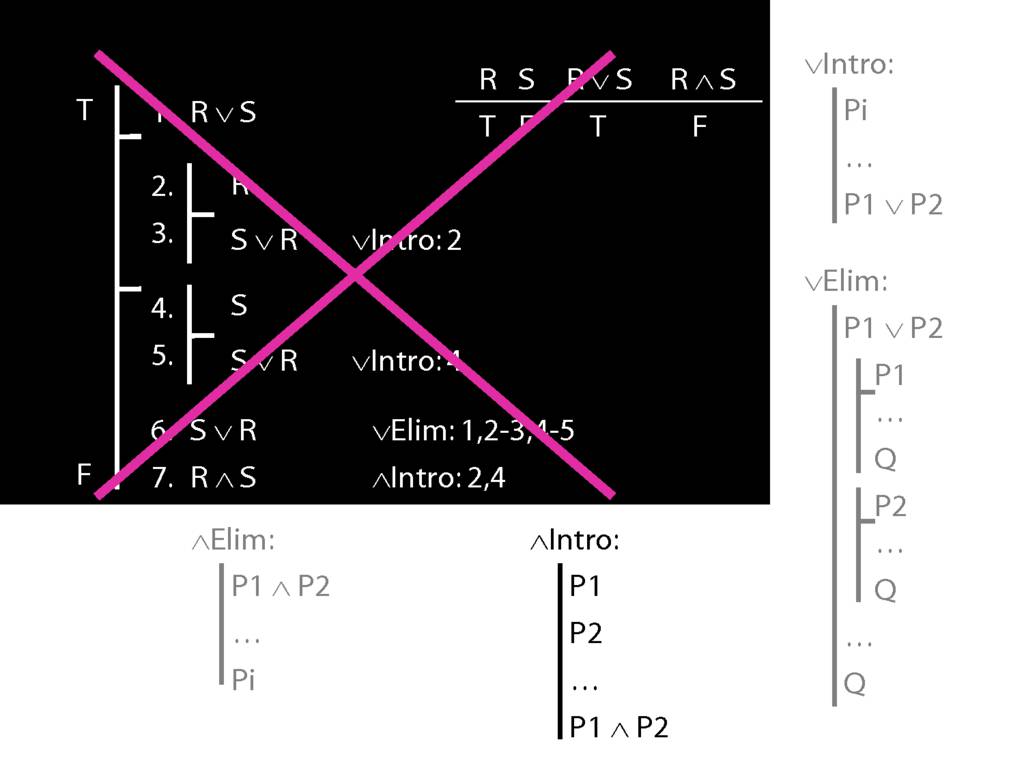 R S R ∨ S R ∧ S
T F T F
T 1. R ∨ S
2. R
3. S ∨ R ∨Intro: 2
4. S
5. S ∨ R ∨Intro: 4
6. S ∨ R ∨Elim: 1,2-3,4-5
F 7. R ∧ S ∧Intro: 2,4
∨Intro:
Pi
…
P1 ∨ P2
∨Elim:
P1 ∨ P2
P1
…
Q
P2
…
Q
…
Q
∧Elim:
P1 ∧ P2
…
Pi
∧Intro:
P1
P2
…
P1 ∧ P2